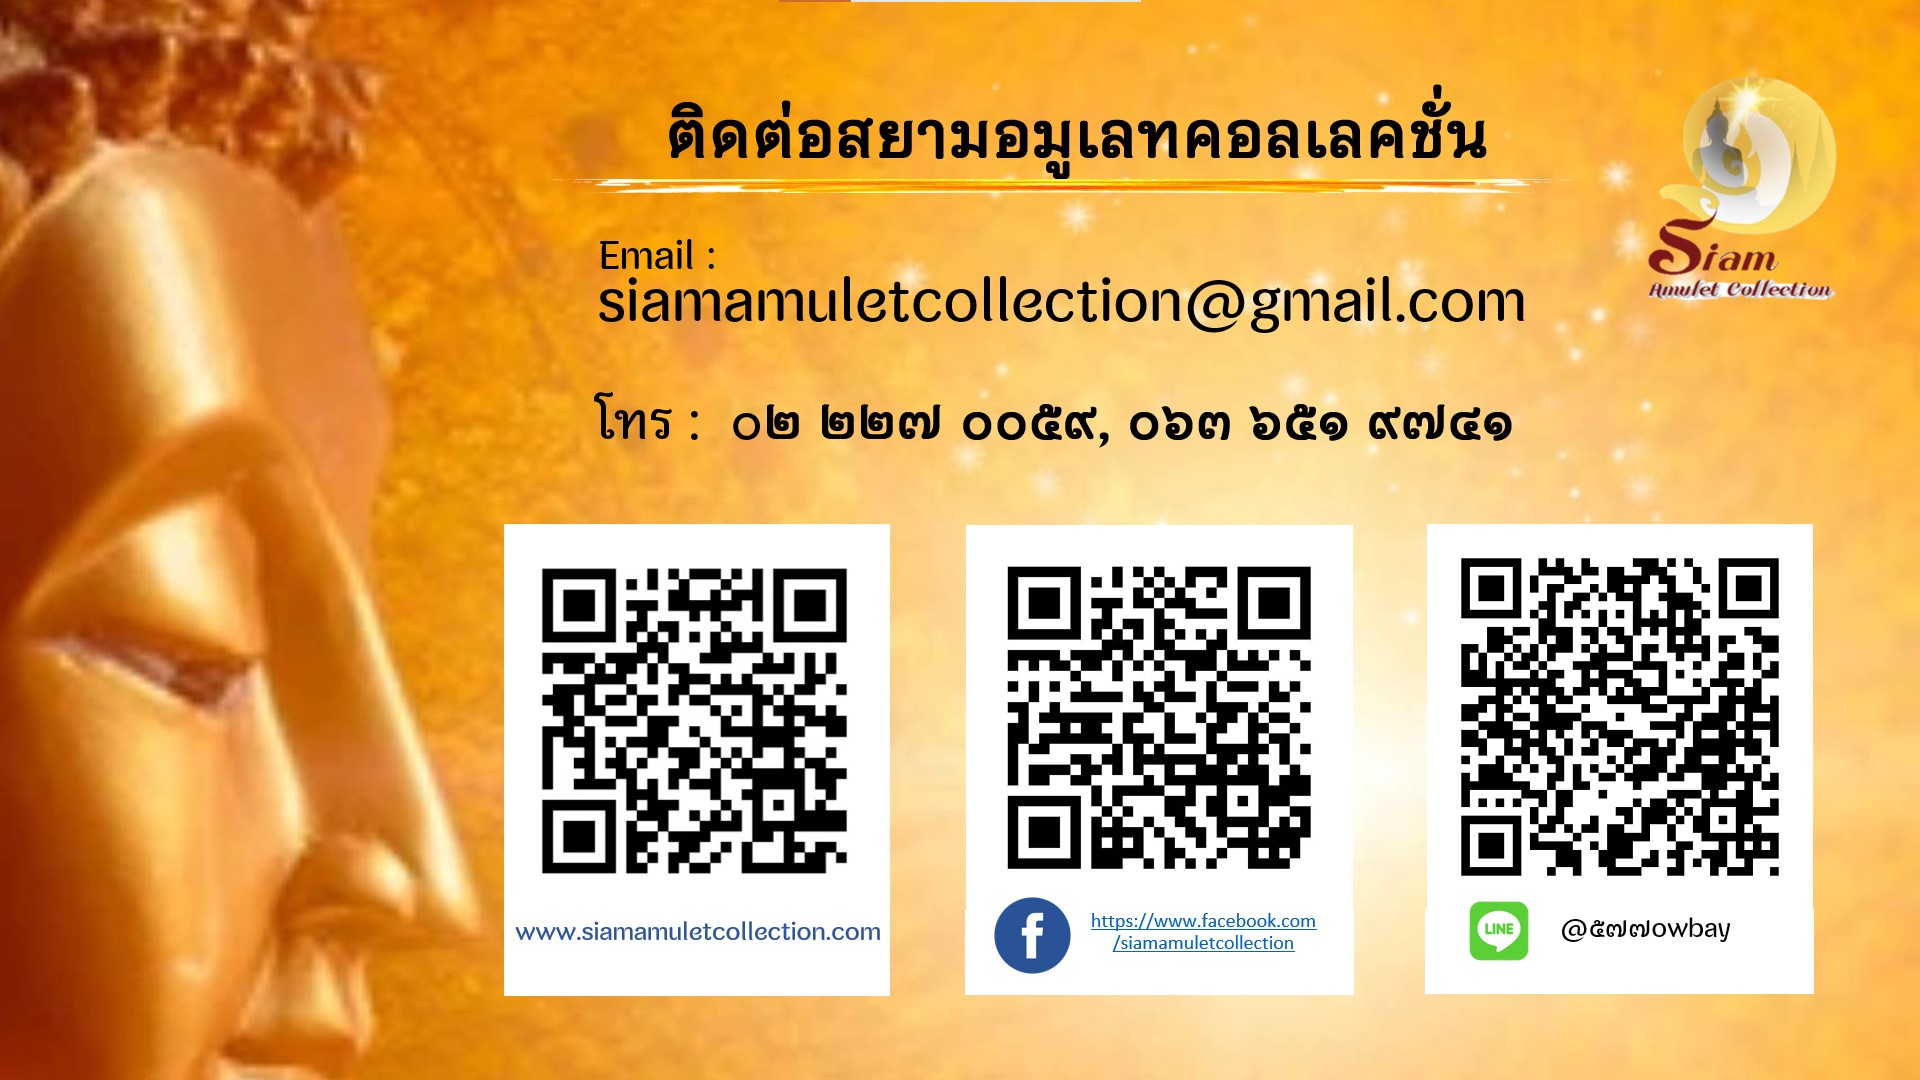 ติดต่อสยามอมูเลทคอลเลคชั่น
Siam
Amulet Collection
Email :
siamamuletcollection@gmail.com
โทร : ๐๒ ๒๒๗ ๐๐๕๙, ๐๖๓ ๖๕๑ ๙๗๔๑
www.siamamuletcollection.com
https://www.facebook.com
/siamamuletcollection
LINE
@๕๗๗๐wbay